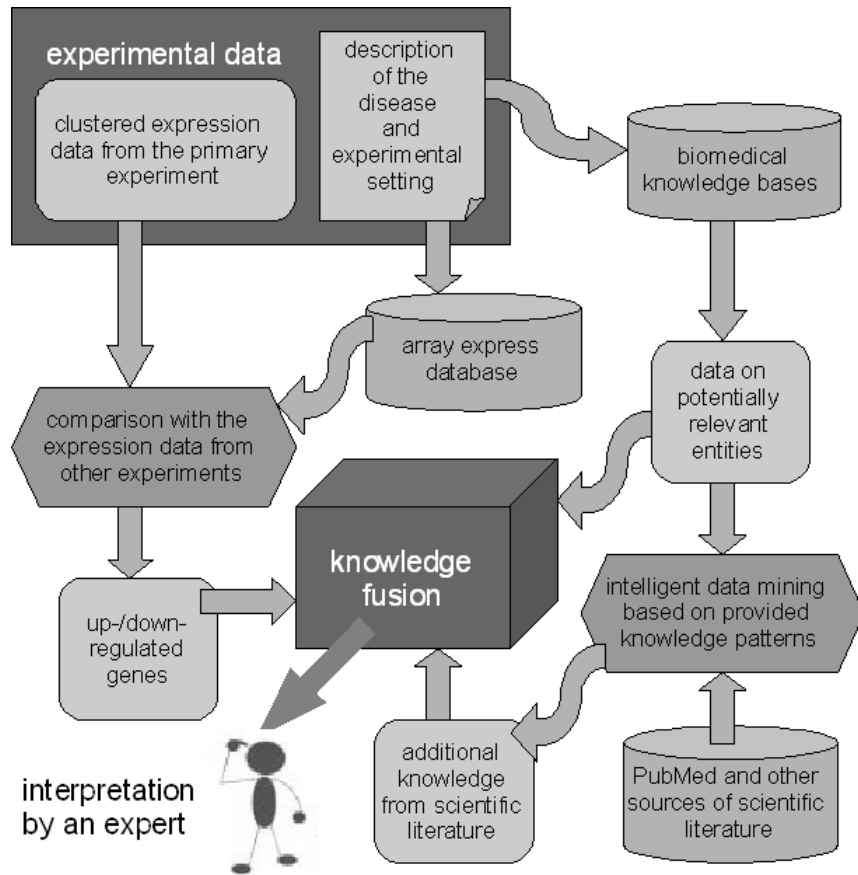 experimental data
clustered expression
data from the primary
experiment
description
of the
disease
and
experimental
setting
biomedical
knowledge bases
array express
database
data on
potentially
relevant
entities
comparison with the
expression data from
other experiments
knowledge
fusion
intelligent data mining
based on provided
knowledge patterns
up-/down-
regulated
genes
additional
knowledge
from scientific
literature
PubMed and other
sources of scientific
literature
interpretation
by an expert